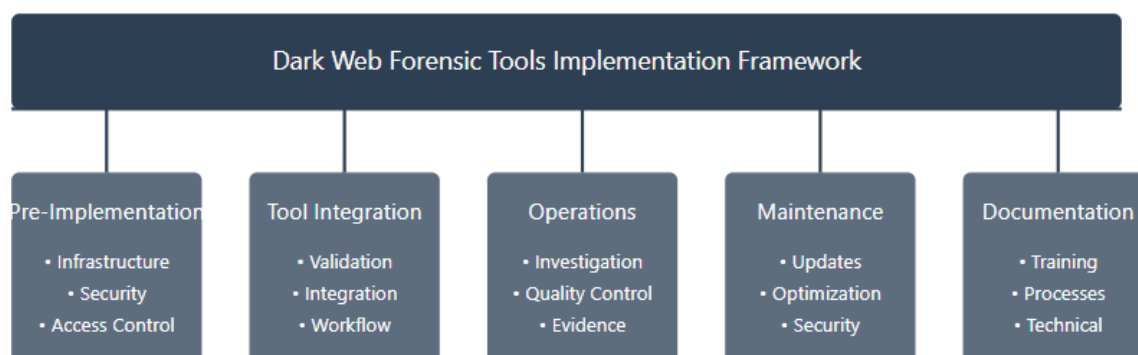 Dark Web Forensic Tools Implementation Framework
Pre-Implementation
• Infrastructure
• Security
• Access Control
Tool Integration
• Validation
• Integration
• Workflow
Operations
• Investigation
• Quality Control
• Evidence
Maintenance
• Updates
• Optimization
• Security
Documentation
• Training
• Processes
• Technical